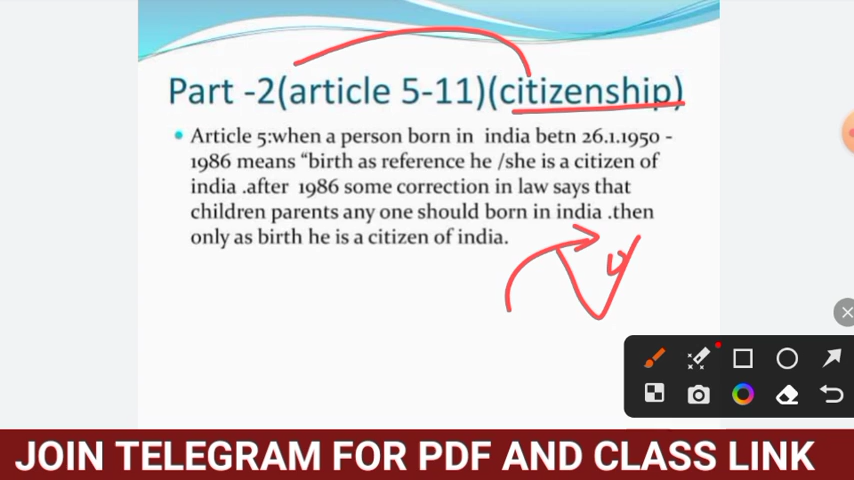 Part -2(article 5-11)(citizenship)
Article 5:when a person born in india betn 26.1.1950 -
1986 means "birth as reference he /she is a citizen of
india .after 1986 some correction in law says that
children parents any one should born in india .then
only as birth he is a citizen of india.
JOIN TELEGRAM FOR PDF AND CLASS LINK